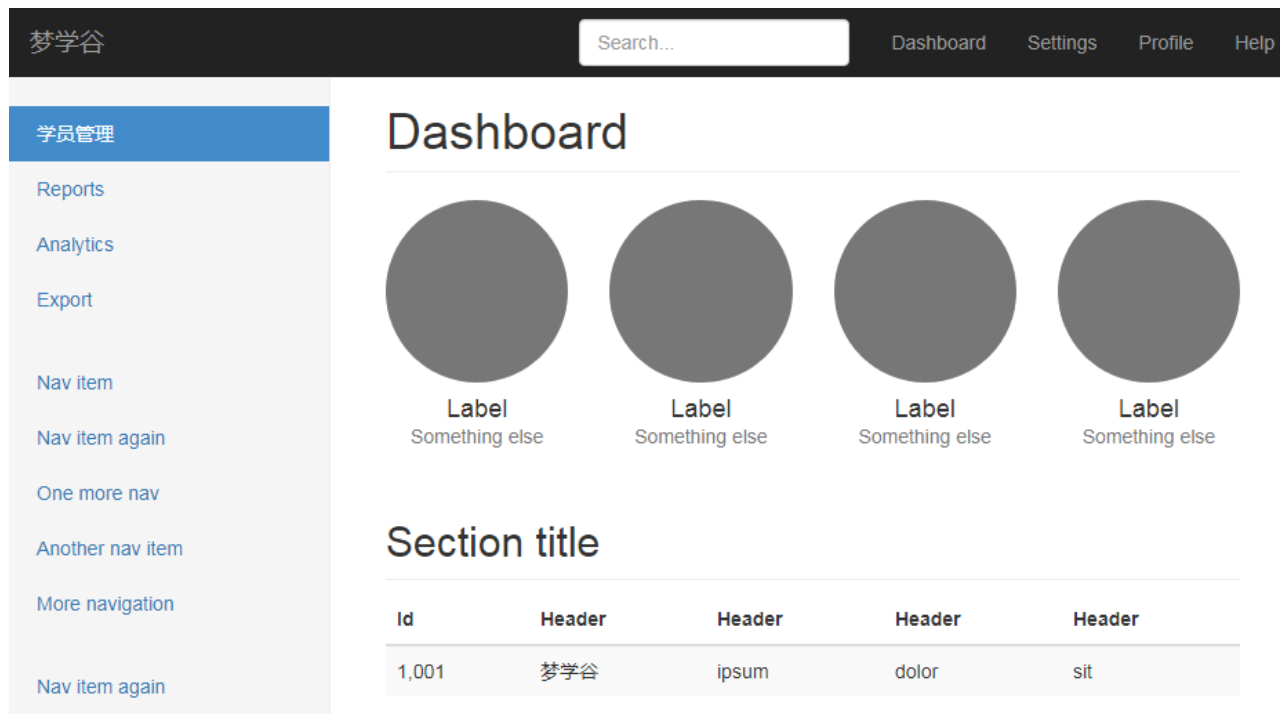 梦学谷 Search... Dashboard Settings Profile Help
学员管理
Reports
Analytics
Export
Nav item
Nav item again
One more nav
Another nav item
More navigation
Nav item again
Dashboard
Label Label Label Label
Something else Something else Something else Something else
Section title
Id Header Header Header Header
1,001 梦学谷 ipsum dolor sit